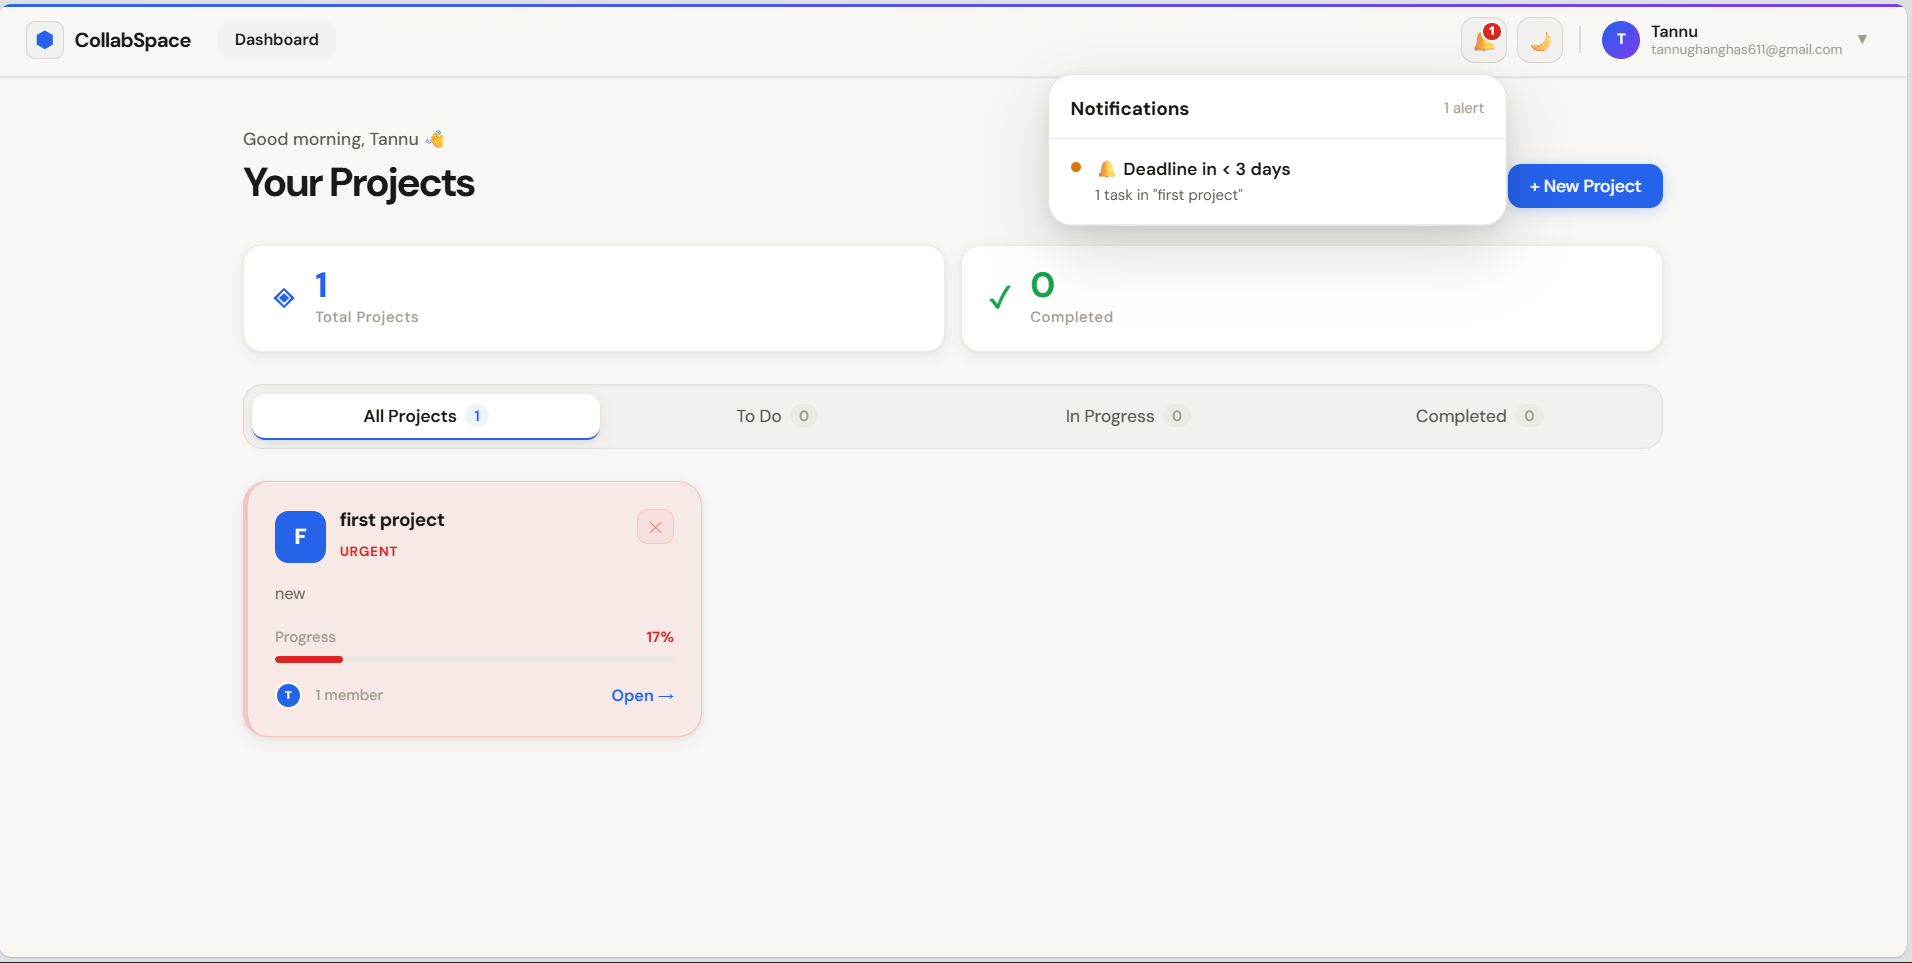 CollabSpace
Dashboard
1
T
Tannu
tannughanghas611@gmail.com
Notifications
1 alert
Deadline in < 3 days
1 task in "first project"
Good morning, Tannu
Your Projects
+ New Project
1
Total Projects
0
Completed
All Projects 1
To Do 0
In Progress 0
Completed 0
F
first project
URGENT
new
Progress
17%
T
1 member
Open →